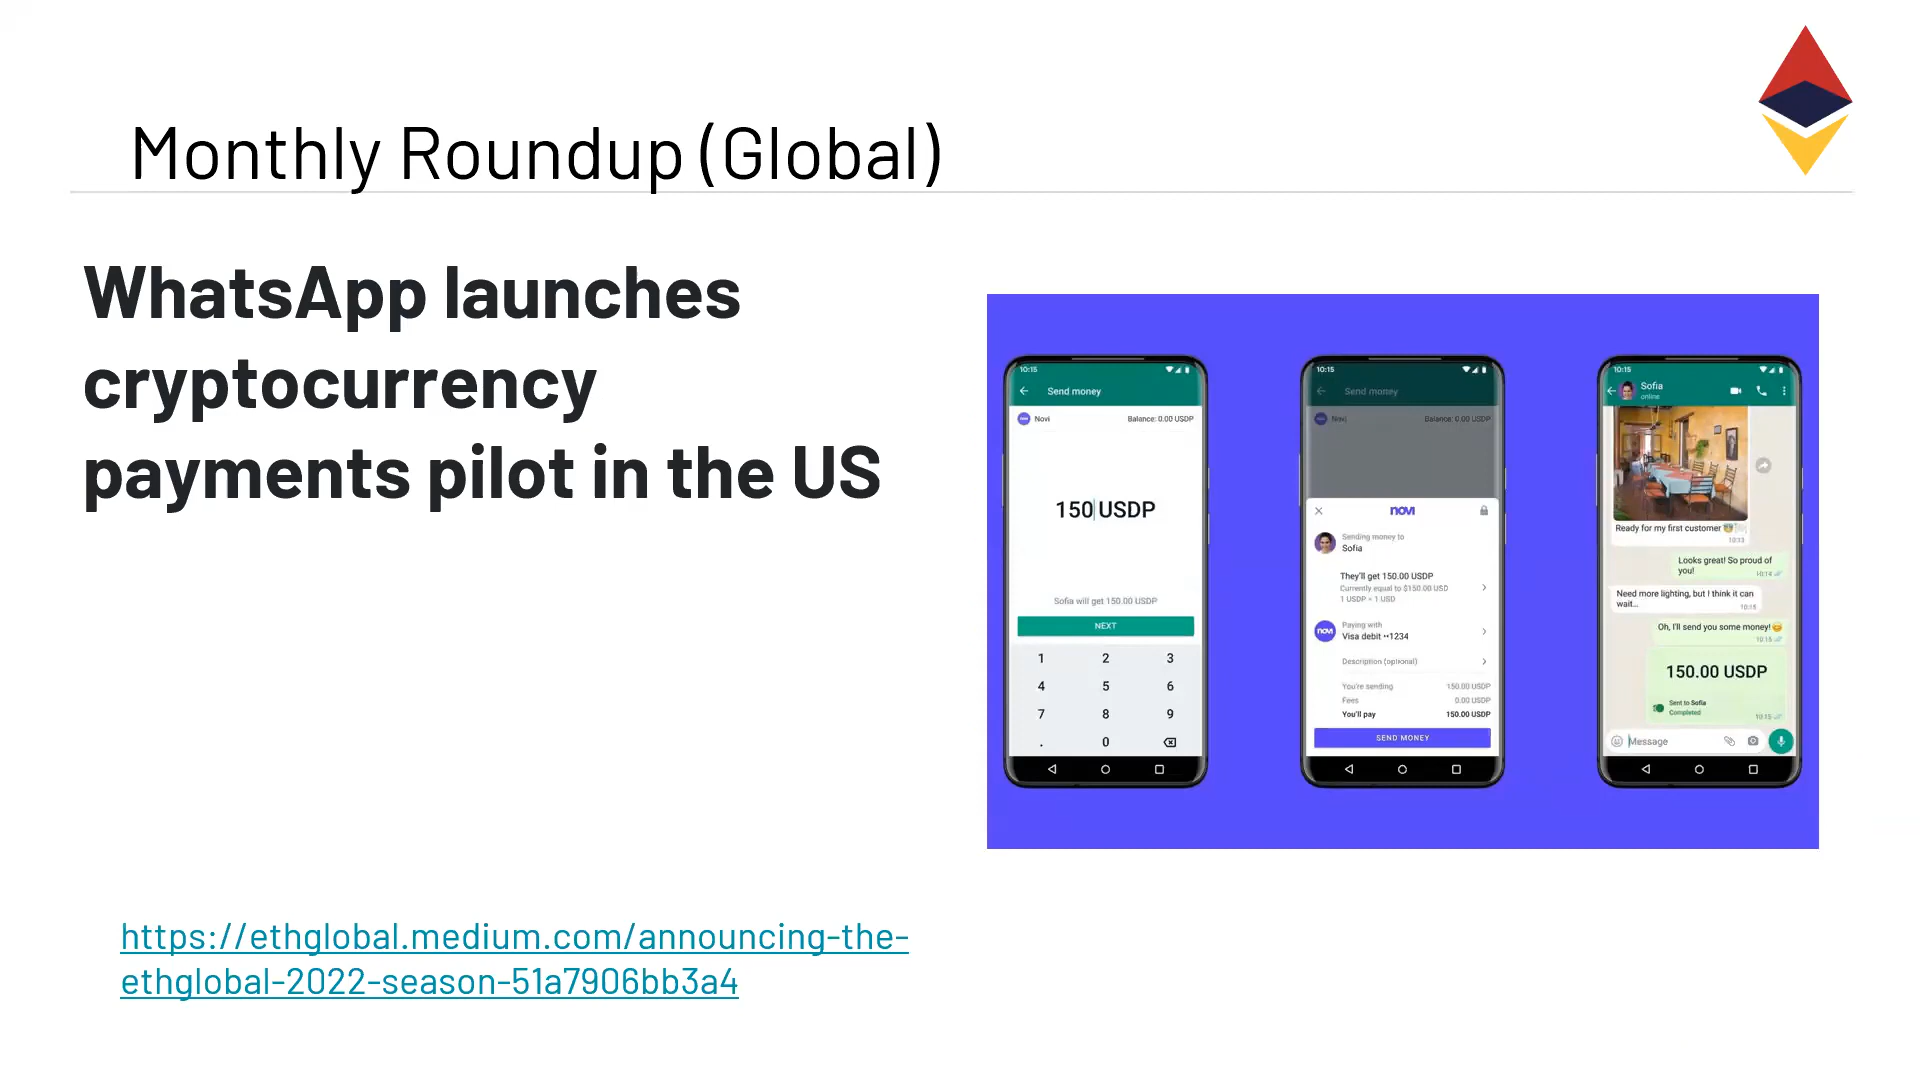 Monthly Roundup (Global)
WhatsApp launches
cryptocurrency
payments pilot in the US
10:15
Send money
Novi
Balance: 0.00 USDP
150 USDP
Sofia will get 150.00 USDP
NEXT
1 2 3
4 5 6
7 8 9
. 0
10:15
Send money
Novi
Balance: 0.00 USDP
NOVI
Sending money to
Sofia
They'll get 150.00 USDP
Currently equal to $150.00 USD
1 USDP = 1 USD
NOVI
Paying with
Visa debit ••1234
Description (optional)
You're sending 150.00 USDP
Fees 0.00 USDP
You'll pay 150.00 USDP
SEND MONEY
10:15
Sofia
online
Ready for my first customer
10:13
Looks great! So proud of
you!
10:14
Need more lighting, but I think it can
wait...
10:15
Oh, I'll send you some money!
10:15
150.00 USDP
Sent to Sofia
Completed
10:15
Message
https://ethglobal.medium.com/announcing-the-
ethglobal-2022-season-51a7906bb3a4